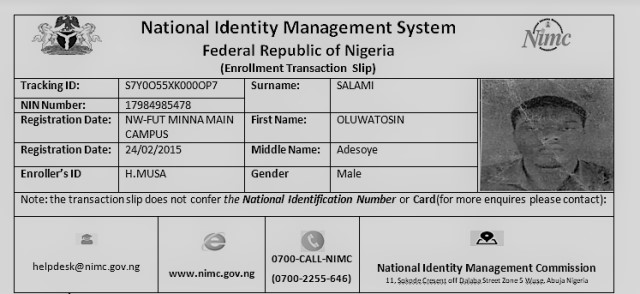 National Identity Management System
Federal Republic of Nigeria
(Enrollment Transaction Slip)
Nimc
Tracking ID: S7Y0O55XK000OP7 Surname: SALAMI
NIN Number: 17984985478
Registration Date: NW-FUT MINNA MAIN CAMPUS First Name: OLUWATOSIN
Registration Date: 24/02/2015 Middle Name: Adesoye
Enroller's ID H.MUSA Gender Male
Note: the transaction slip does not confer the National Identification Number or Card(for more enquires please contact):
helpdesk@nimc.gov.ng
www.nimc.gov.ng
0700-CALL-NIMC
(0700-2255-646)
National Identity Management Commission
11, Sokode Cresent off Dalaba Street Zone 5 Wuse, Abuja Nigeria